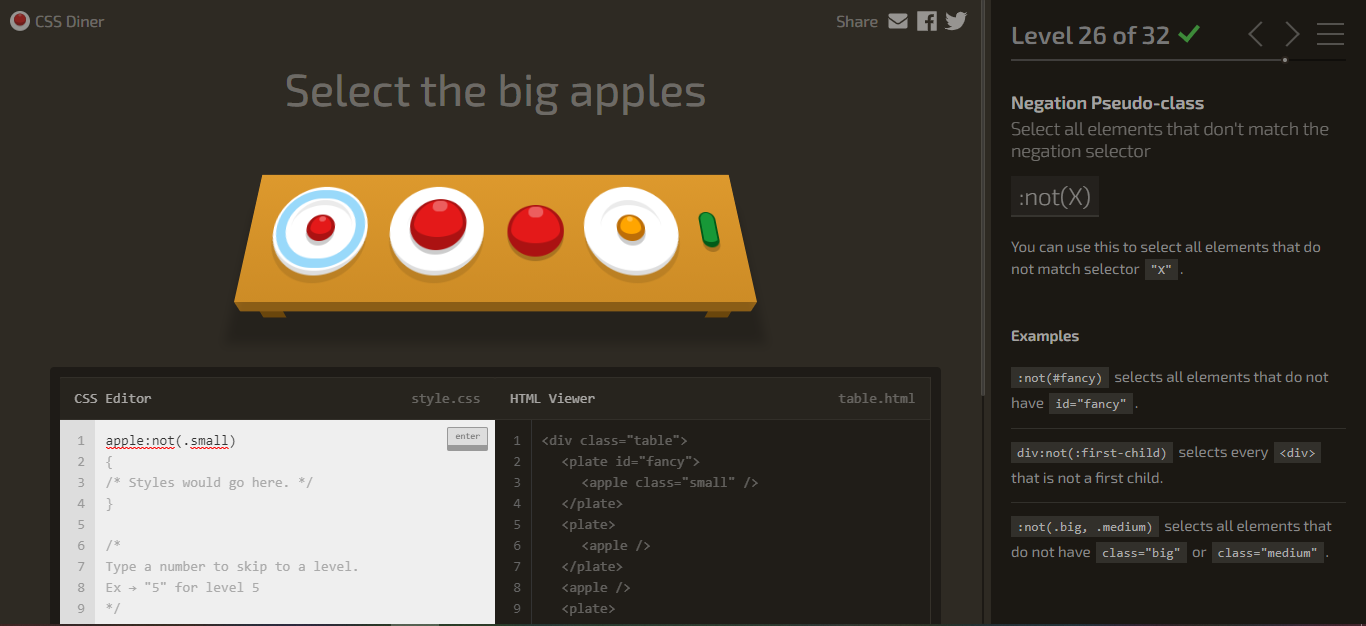 CSS Diner
Share
Select the big apples
CSS Editor
style.css
1 apple:not(.small)
enter
2 {
3 /* Styles would go here. */
4 }
5
6 /*
7 Type a number to skip to a level.
8 Ex → "5" for level 5
9 */
HTML Viewer
table.html
1 <div class="table">
2 <plate id="fancy">
3 <apple class="small" />
4 </plate>
5 <plate>
6 <apple />
7 </plate>
8 <apple />
9 <plate>
Level 26 of 32
Negation Pseudo-class
Select all elements that don't match the
negation selector
:not(X)
You can use this to select all elements that do
not match selector "X" .
Examples
:not(#fancy) selects all elements that do not
have id="fancy" .
div:not(:first-child) selects every <div>
that is not a first child.
:not(.big, .medium) selects all elements that
do not have class="big" or class="medium" .